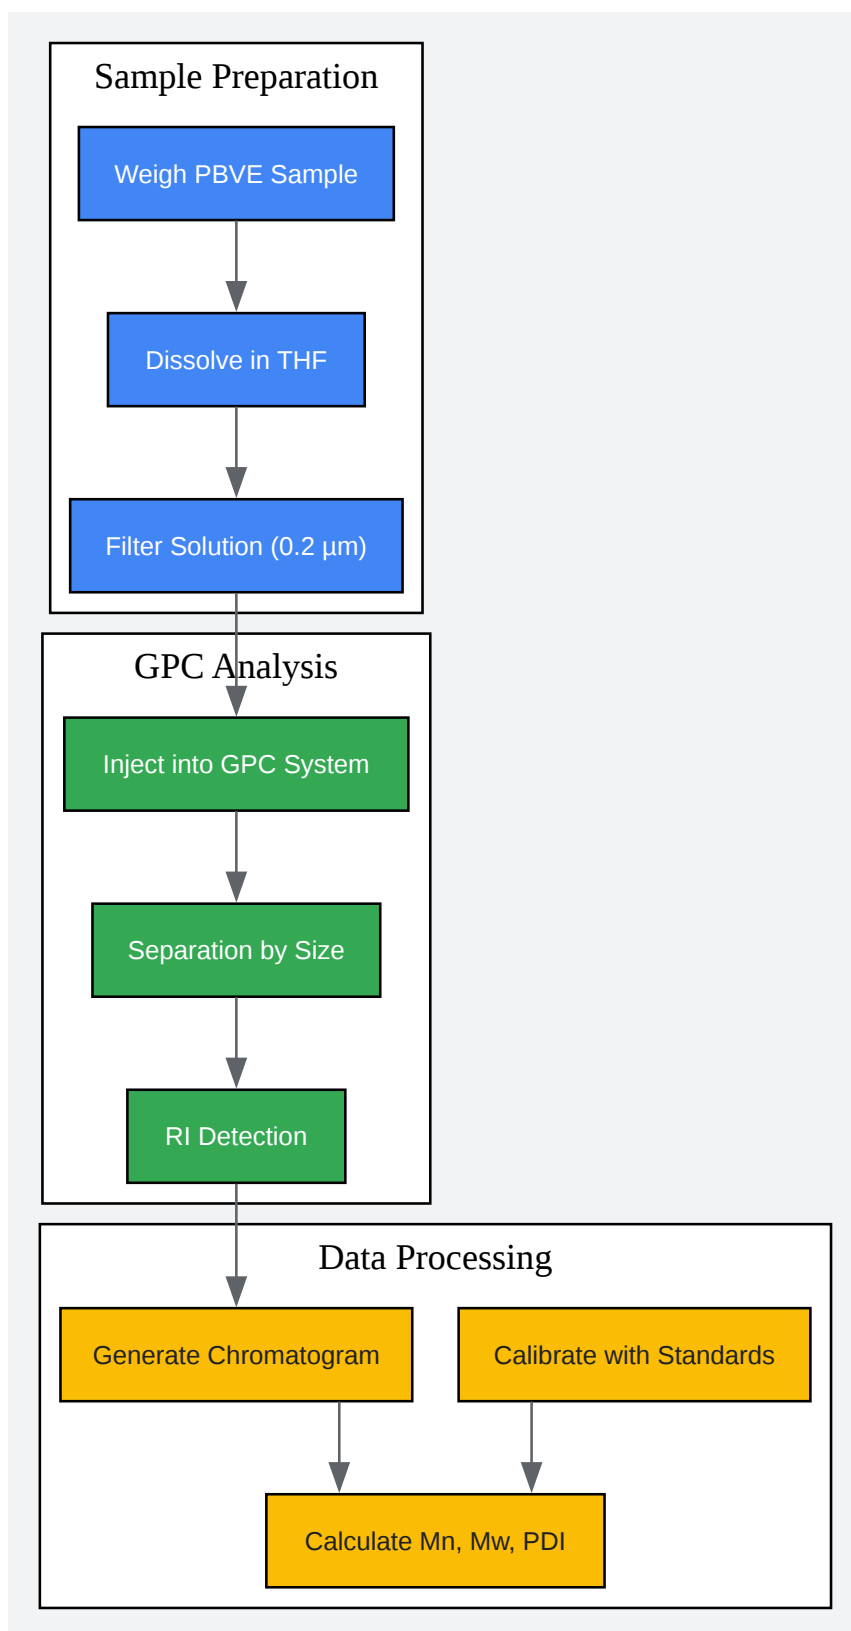 Sample Preparation
Weigh PBVE Sample
Dissolve in THF
Filter Solution (0.2 µm)
GPC Analysis
Inject into GPC System
Separation by Size
RI Detection
Data Processing
Generate Chromatogram
Calibrate with Standards
Calculate Mn, Mw, PDI